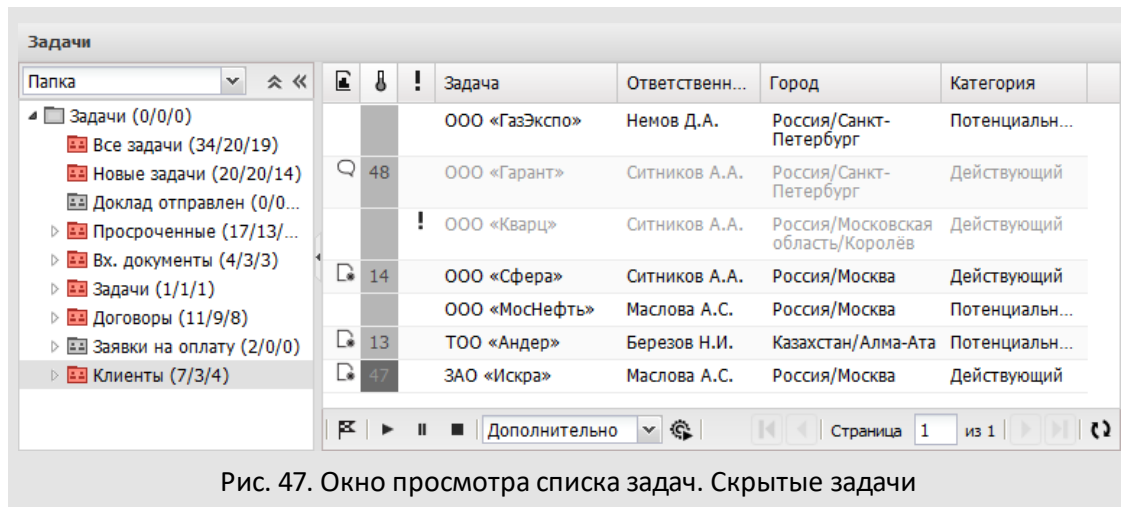 Задачи
Папка
Задачи (0/0/0)
Все задачи (34/20/19)
Новые задачи (20/20/14)
Доклад отправлен (0/0...
Просроченные (17/13/...
Вх. документы (4/3/3)
Задачи (1/1/1)
Договоры (11/9/8)
Заявки на оплату (2/0/0)
Клиенты (7/3/4)
! Задача Ответственн... Город Категория
ООО «ГазЭкспо» Немов Д.А. Россия/Санкт- Потенциальн...
Петербург
48 ООО «Гарант» Ситников А.А. Россия/Санкт- Действующий
Петербург
! ООО «Кварц» Ситников А.А. Россия/Московская Действующий
область/Королёв
14 ООО «Сфера» Ситников А.А. Россия/Москва Действующий
ООО «МосНефть» Маслова А.С. Россия/Москва Потенциальн...
13 ТОО «Андер» Березов Н.И. Казахстан/Алма-Ата Потенциальн...
47 ЗАО «Искра» Маслова А.С. Россия/Москва Действующий
Дополнительно Страница 1 из 1
Рис. 47. Окно просмотра списка задач. Скрытые задачи